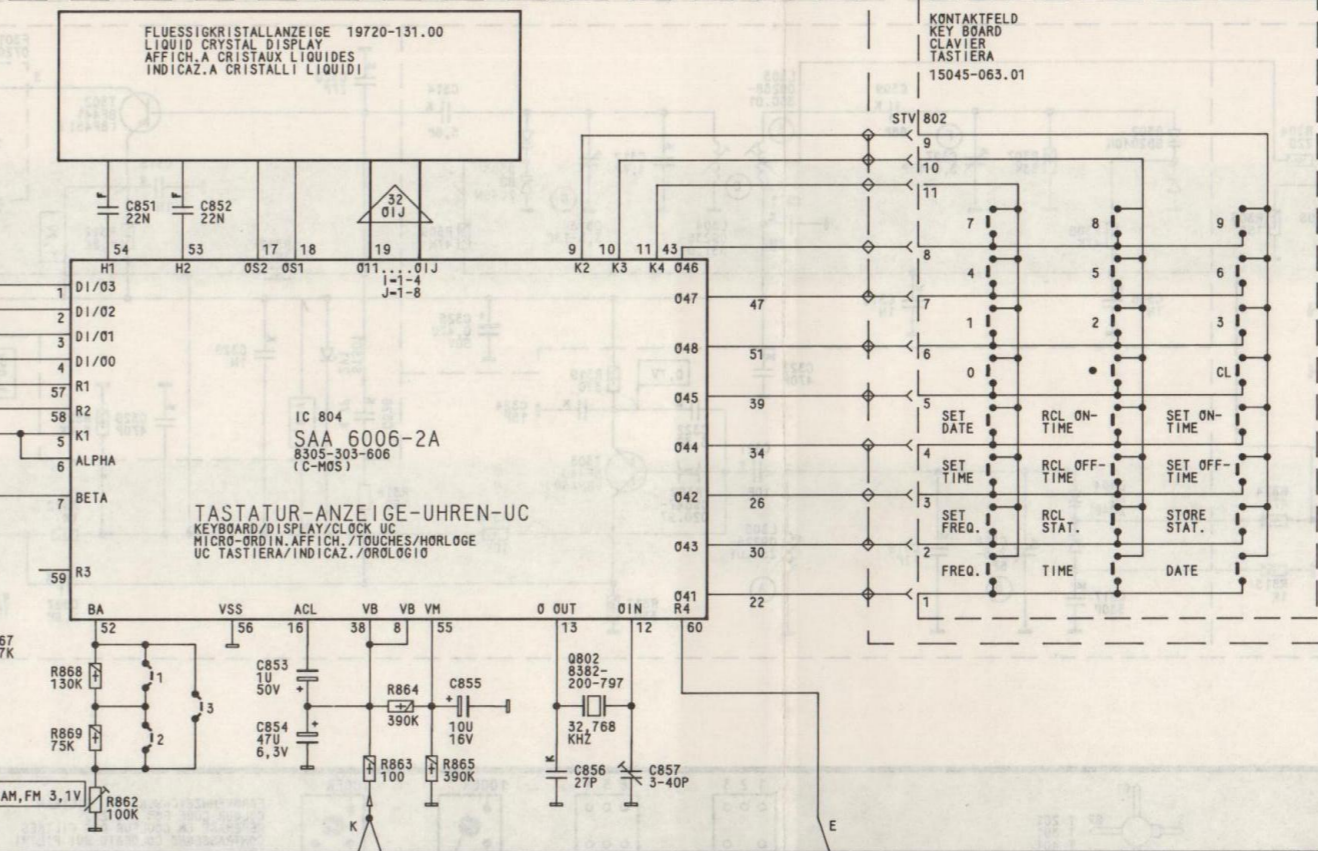 FLUESSIGKRISTALLANZEIGE 19720-131.00
LIQUID CRYSTAL DISPLAY
AFFICH.A CRISTAUX LIQUIDES
INDICAZ.A CRISTALLI LIQUIDI
KONTAKTFELD
KEY BOARD
CLAVIER
TASTIERA
15045-063.01
STV 802
9
10
11
8
7
6
5
4
3
2
1
C851
22N
C852
22N
32
OIJ
54
53
17
18
19
9
10
11
43
H1
H2
OS2
OS1
O11....OIJ
I=1-4
J=1-8
K2
K3
K4
O46
1
DI/O3
2
DI/O2
3
DI/O1
4
DI/O0
57
R1
58
R2
5
K1
6
ALPHA
7
BETA
59
R3
O47
47
O48
51
O45
39
O44
34
O42
26
O43
30
O41
22
IC 804
SAA 6006-2A
8305-303-606
(C-MOS)
TASTATUR-ANZEIGE-UHREN-UC
KEYBOARD/DISPLAY/CLOCK UC
MICRO-ORDIN.AFFICH./TOUCHES/HORLOGE
UC TASTIERA/INDICAZ./OROLOGIO
7
8
9
4
5
6
1
2
3
0
•
CL
SET
DATE
RCL ON-
TIME
SET ON-
TIME
SET
TIME
RCL OFF-
TIME
SET OFF-
TIME
SET
FREQ.
RCL
STAT.
STORE
STAT.
FREQ.
TIME
DATE
BA
VSS
ACL
VB
VB
VM
O OUT
OIN
R4
52
56
16
38
8
55
13
12
60
67
7K
R868
130K
R869
75K
1
2
3
AM,FM 3,1V
R862
100K
C853
1U
50V
+
C854
47U
6,3V
+
R864
390K
C855
+
10U
16V
R863
100
R865
390K
Q802
8382-
200-797
32,768
KHZ
K
C856
27P
C857
3-40P
K
E